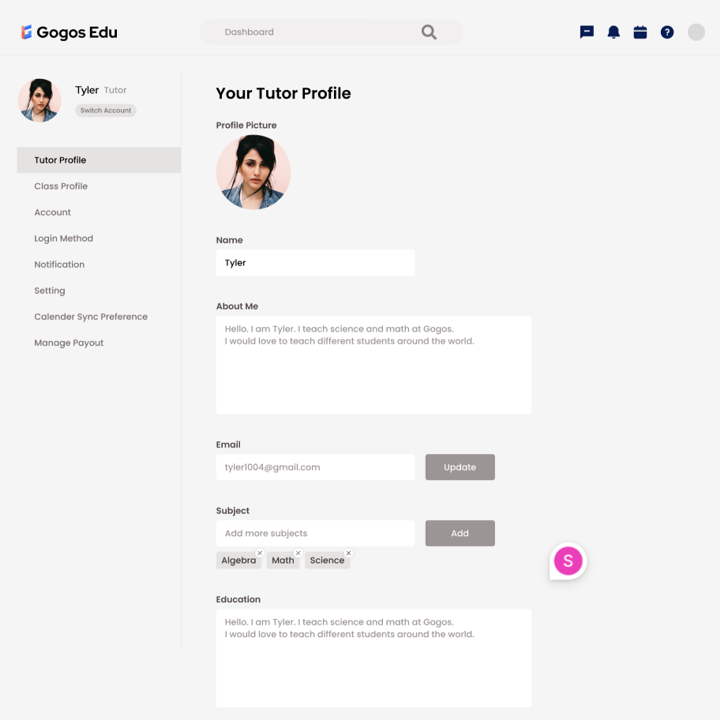 Gogos Edu
Dashboard
?
Tyler Tutor
Switch Account
Tutor Profile
Class Profile
Account
Login Method
Notification
Setting
Calender Sync Preference
Manage Payout
Your Tutor Profile
Profile Picture
Name
Tyler
About Me
Hello. I am Tyler. I teach science and math at Gogos.
I would love to teach different students around the world.
Email
tyler1004@gmail.com Update
Subject
Add more subjects Add
Algebra Math Science
S
Education
Hello. I am Tyler. I teach science and math at Gogos.
I would love to teach different students around the world.